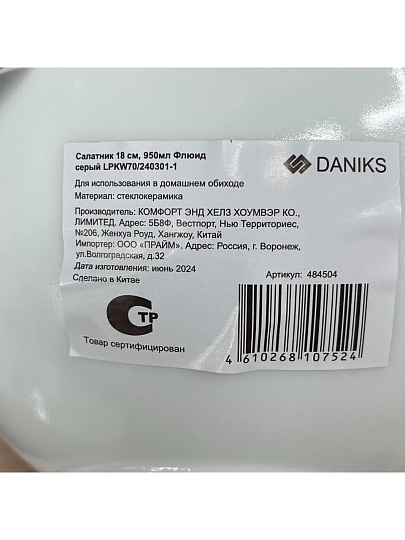 Салатник 18 см, 950мл Флюид
серый LPKW70/240301-1
DANIKS
Для использования в домашнем обиходе
Материал: стеклокерамика
Производитель: КОМФОРТ ЭНД ХЕЛЗ ХОУМВЭР КО.,
ЛИМИТЕД. Адрес: 5Б8Ф, Вестпорт, Нью Территориес,
№206, Женхуа Роуд, Хангжоу, Китай
Импортер: ООО «ПРАЙМ». Адрес: Россия, г. Воронеж,
ул.Волгоградская, д.32
Дата изготовления: июнь 2024
Сделано в Китае
Артикул: 484504
СТР
Товар сертифицирован
4 610268 107524